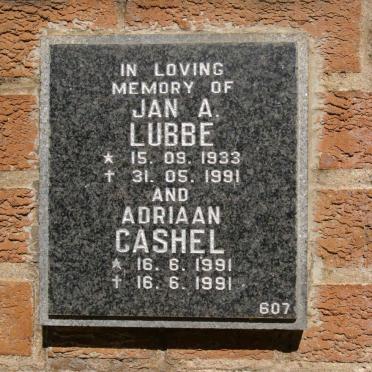 IN LOVING
MEMORY OF
JAN A.
LUBBE
★ 15. 09. 1933
✝ 31. 05. 1991
AND
ADRIAAN
CASHEL
★ 16. 6. 1991
✝ 16. 6. 1991
607